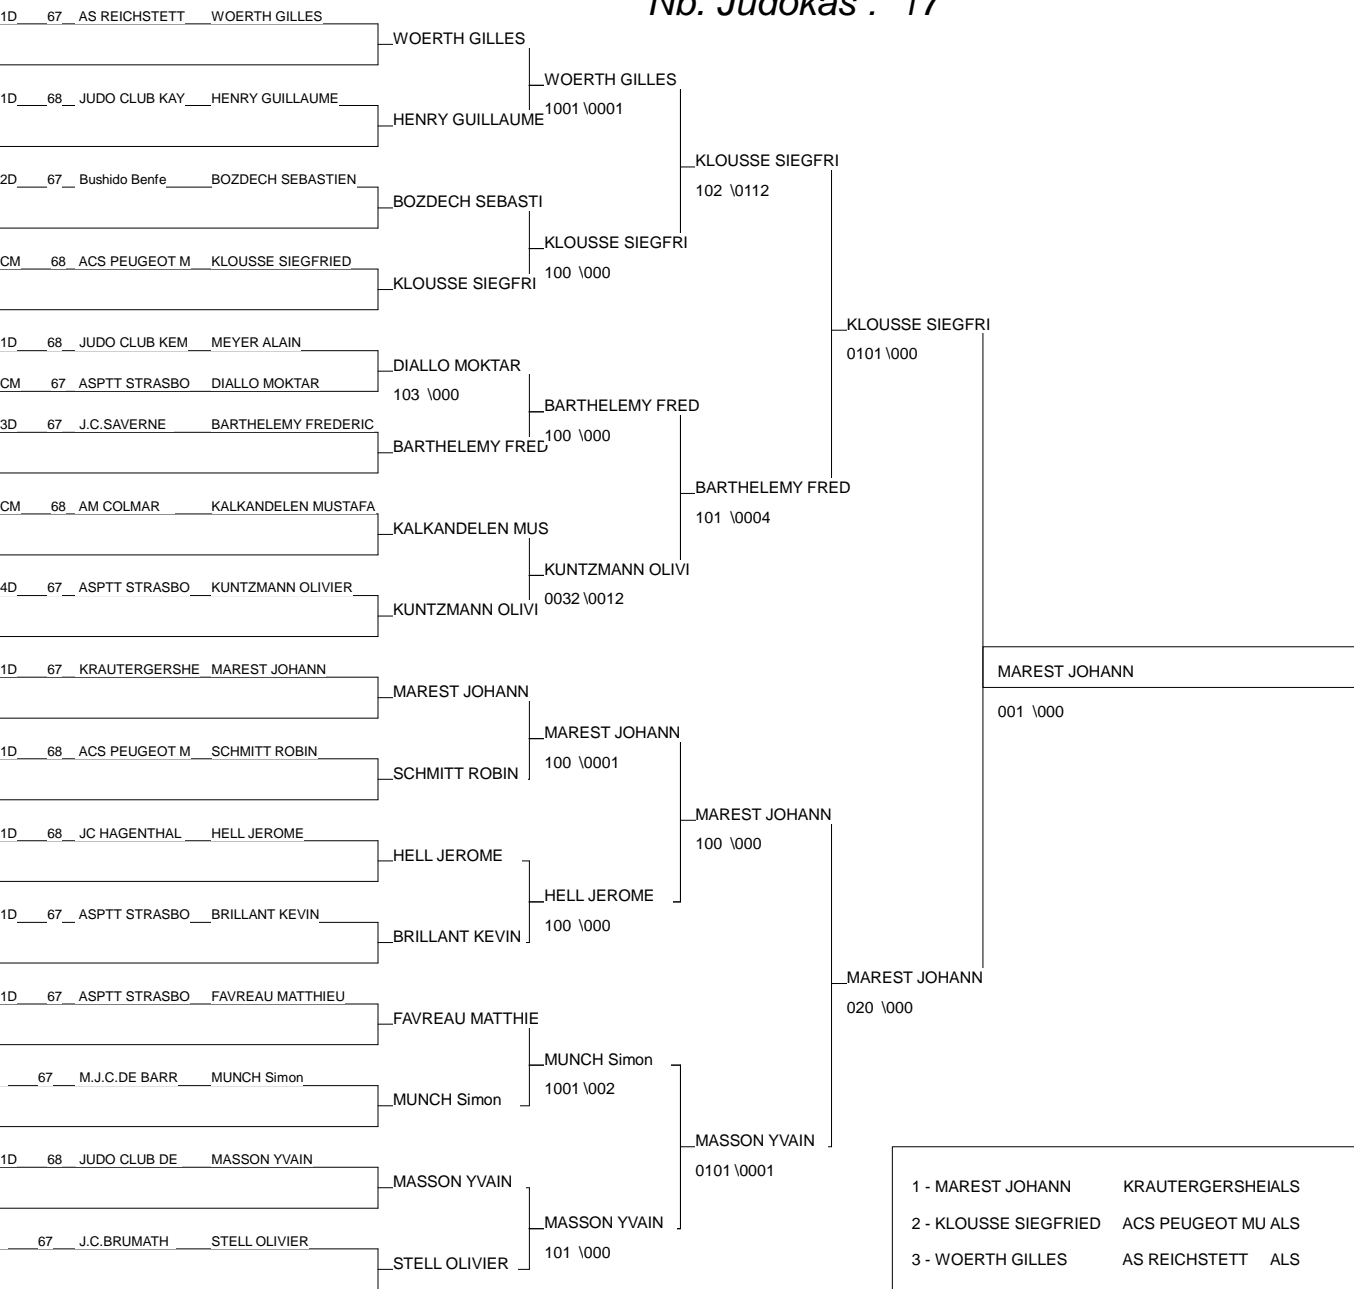 Nb. Judokas : 17
1D 67 AS REICHSTETT WOERTH GILLES
1D 68 JUDO CLUB KAY HENRY GUILLAUME
2D 67 Bushido Benfe BOZDECH SEBASTIEN
CM 68 ACS PEUGEOT M KLOUSSE SIEGFRIED
1D 68 JUDO CLUB KEM MEYER ALAIN
CM 67 ASPTT STRASBO DIALLO MOKTAR
3D 67 J.C.SAVERNE BARTHELEMY FREDERIC
CM 68 AM COLMAR KALKANDELEN MUSTAFA
4D 67 ASPTT STRASBO KUNTZMANN OLIVIER
1D 67 KRAUTERGERSHE MAREST JOHANN
1D 68 ACS PEUGEOT M SCHMITT ROBIN
1D 68 JC HAGENTHAL HELL JEROME
1D 67 ASPTT STRASBO BRILLANT KEVIN
1D 67 ASPTT STRASBO FAVREAU MATTHIEU
67 M.J.C.DE BARR MUNCH Simon
1D 68 JUDO CLUB DE MASSON YVAIN
67 J.C.BRUMATH STELL OLIVIER
WOERTH GILLES
HENRY GUILLAUME
BOZDECH SEBASTI
KLOUSSE SIEGFRI
DIALLO MOKTAR
103 \000
BARTHELEMY FRED
KALKANDELEN MUS
KUNTZMANN OLIVI
MAREST JOHANN
SCHMITT ROBIN
HELL JEROME
BRILLANT KEVIN
FAVREAU MATTHIE
MUNCH Simon
MASSON YVAIN
STELL OLIVIER
WOERTH GILLES
1001 \0001
KLOUSSE SIEGFRI
100 \000
BARTHELEMY FRED
100 \000
KUNTZMANN OLIVI
0032 \0012
MAREST JOHANN
100 \0001
HELL JEROME
100 \000
MUNCH Simon
1001 \002
MASSON YVAIN
101 \000
KLOUSSE SIEGFRI
102 \0112
BARTHELEMY FRED
101 \0004
MAREST JOHANN
100 \000
MASSON YVAIN
0101 \0001
KLOUSSE SIEGFRI
0101 \000
MAREST JOHANN
020 \000
MAREST JOHANN
001 \000
1 - MAREST JOHANN KRAUTERGERSHEIALS
2 - KLOUSSE SIEGFRIED ACS PEUGEOT MU ALS
3 - WOERTH GILLES AS REICHSTETT ALS